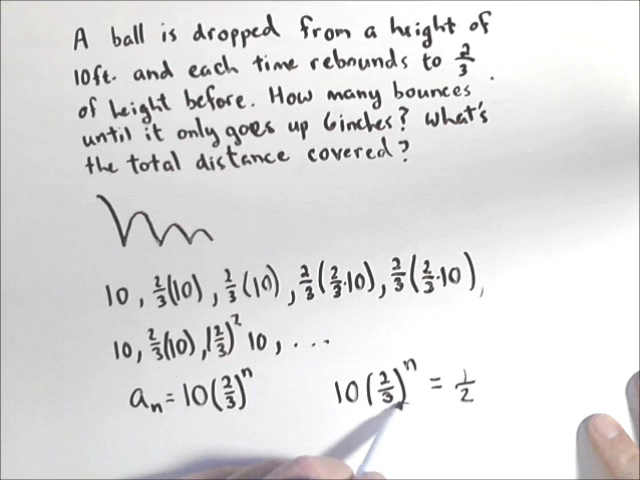 A ball is dropped from a height of
10ft. and each time rebounds to 2/3
of height before. How many bounces
until it only goes up 6inches? What's
the total distance covered?
10, 2/3(10), 2/3(10), 2/3(2/3·10), 2/3(2/3·10),
10, 2/3(10), (2/3)² 10, ...
aₙ = 10(2/3)ⁿ 10(2/3)ⁿ = 1/2